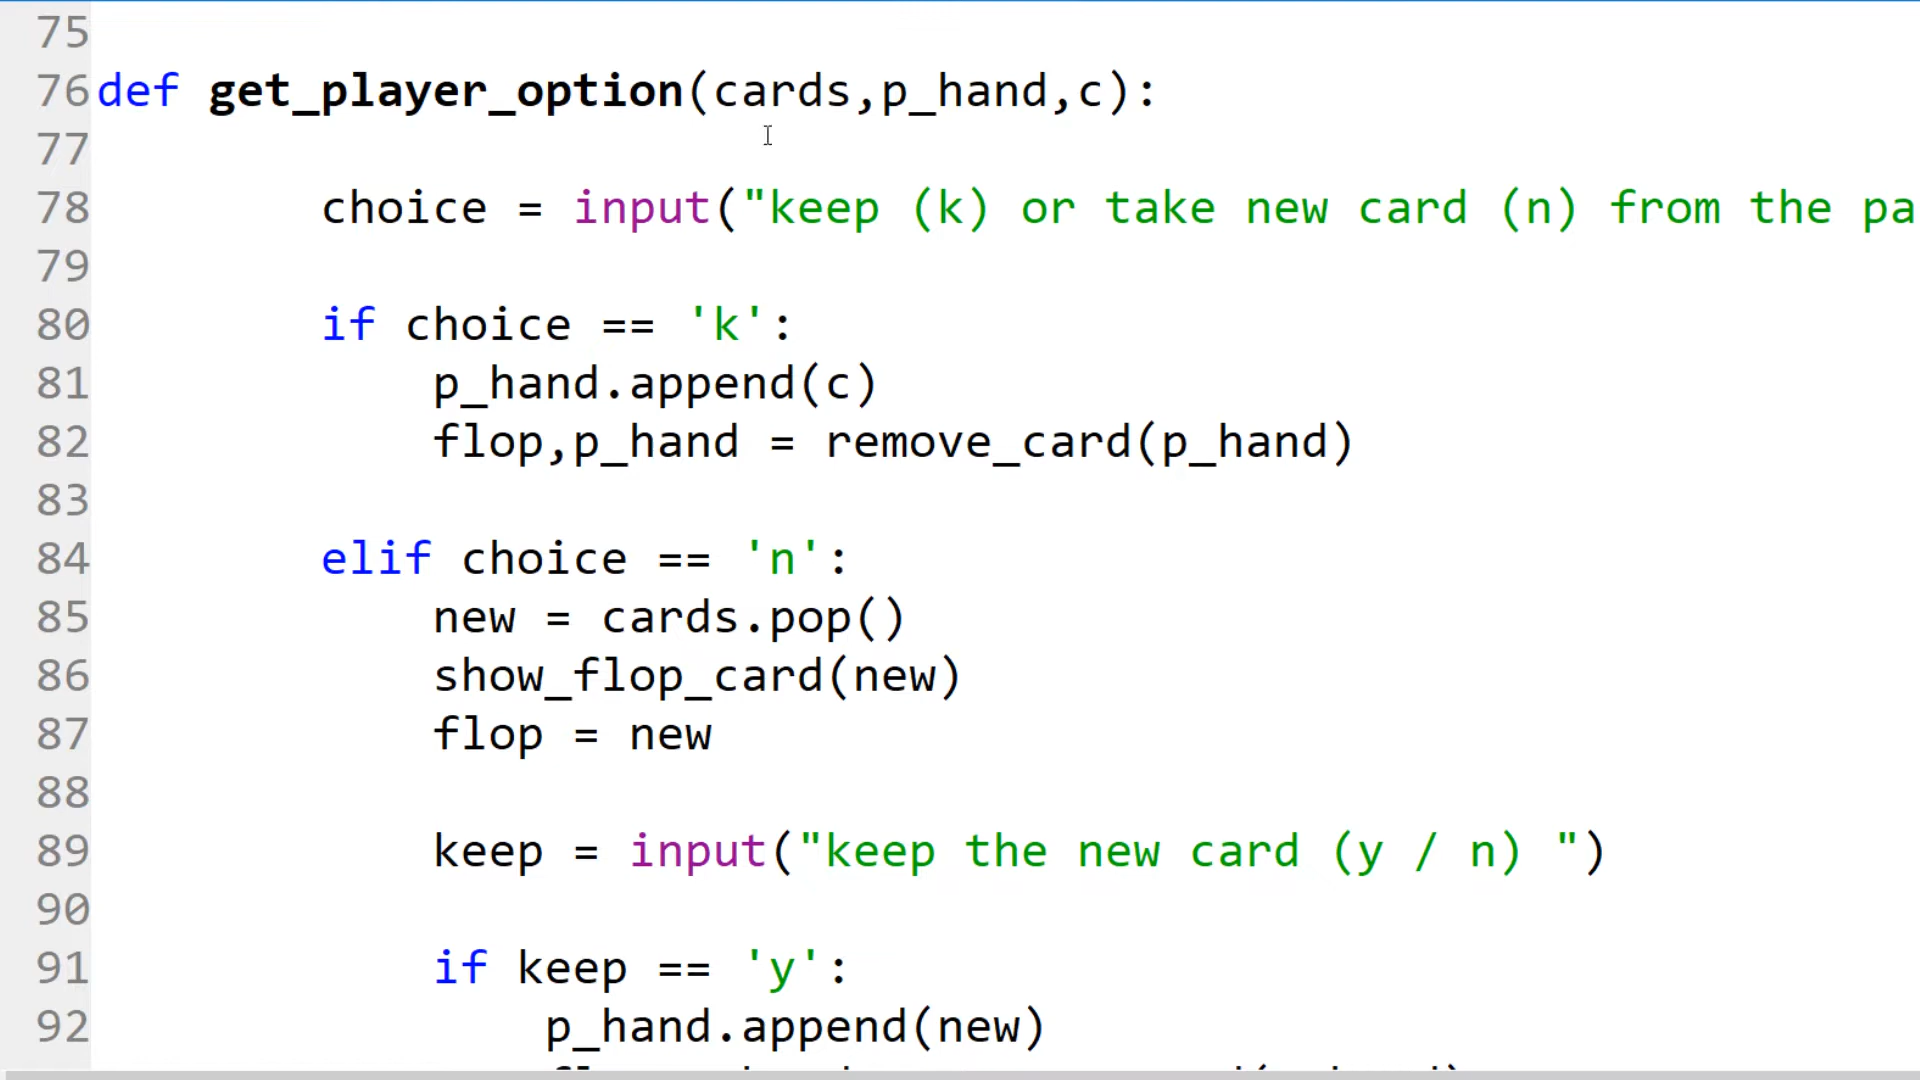 75
76 def get_player_option(cards,p_hand,c):
77
78 choice = input("keep (k) or take new card (n) from the
79
80 if choice == 'k':
81 p_hand.append(c)
82 flop,p_hand = remove_card(p_hand)
83
84 elif choice == 'n':
85 new = cards.pop()
86 show_flop_card(new)
87 flop = new
88
89 keep = input("keep the new card (y / n) ")
90
91 if keep == 'y':
92 p_hand.append(new)